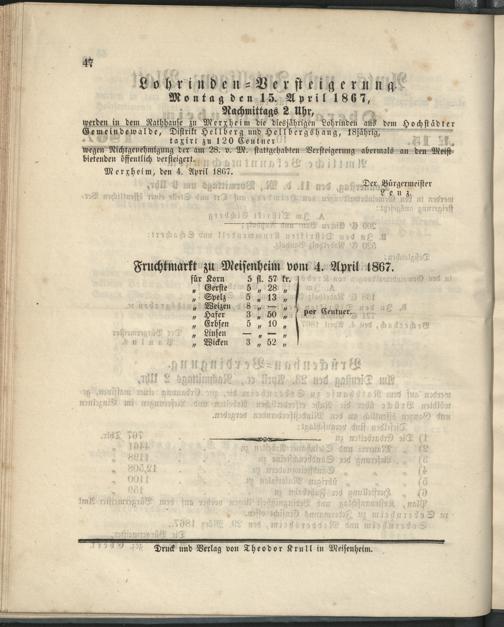 47
Lohrinden-Versteigerung
Montag den 15. April 1867,
Nachmittags 2 Uhr,
werden in dem Rathhause zu Merxheim die diesjährigen Lohrinden aus dem Hochstädter
Gemeindewalde, Distrikt Hellberg und Hellbergshang, 18jährig,
taxirt zu 120 Centner
wegen Nichtgenehmigung der am 28. v. M. stattgehabten Versteigerung abermals an den Meist-
bietenden öffentlich versteigert.
Merxheim, den 4. April 1867.
Der Bürgermeister
Lenz.
Fruchtmarkt zu Meisenheim vom 4. April 1867.
für Korn 5 fl. 57 kr.
„ Gerste 5 „ 28 „
„ Spelz 5 „ 13 „
„ Weizen 8 — „
„ Hafer 3 „ 50 „ per Centner.
„ Erbsen 5 „ 10 „
„ Linsen — „ — „
„ Wicken 3 „ 52 „
Druck und Verlag von Theodor Krull in Meisenheim.